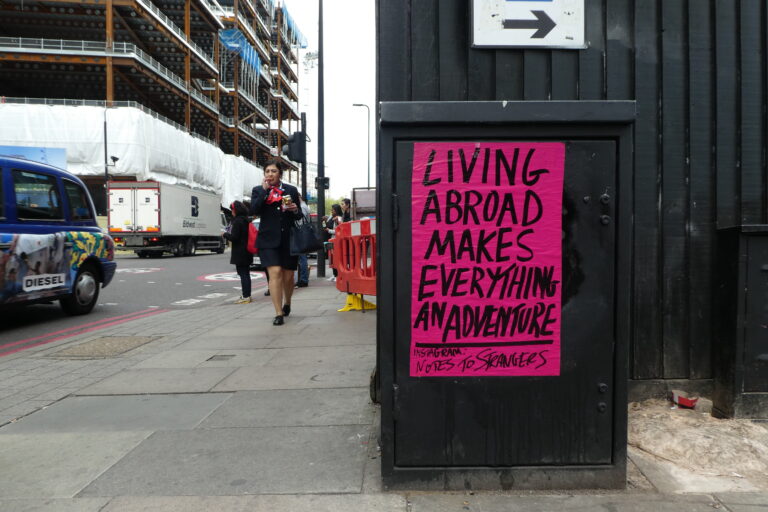 LIVING
ABROAD
MAKES
EVERYTHING
AN ADVENTURE
INSTAGRAM:
NOTES TO STRANGERS
DIESEL